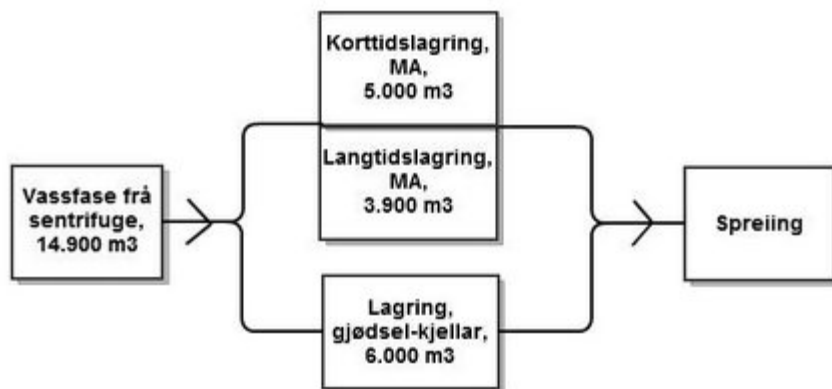 Vassfase frå
sentrifuge,
14.900 m3
Korttidslagring,
MA,
5.000 m3
Langtidslagring,
MA,
3.900 m3
Lagring,
gjødsel-kjellar,
6.000 m3
Spreiing